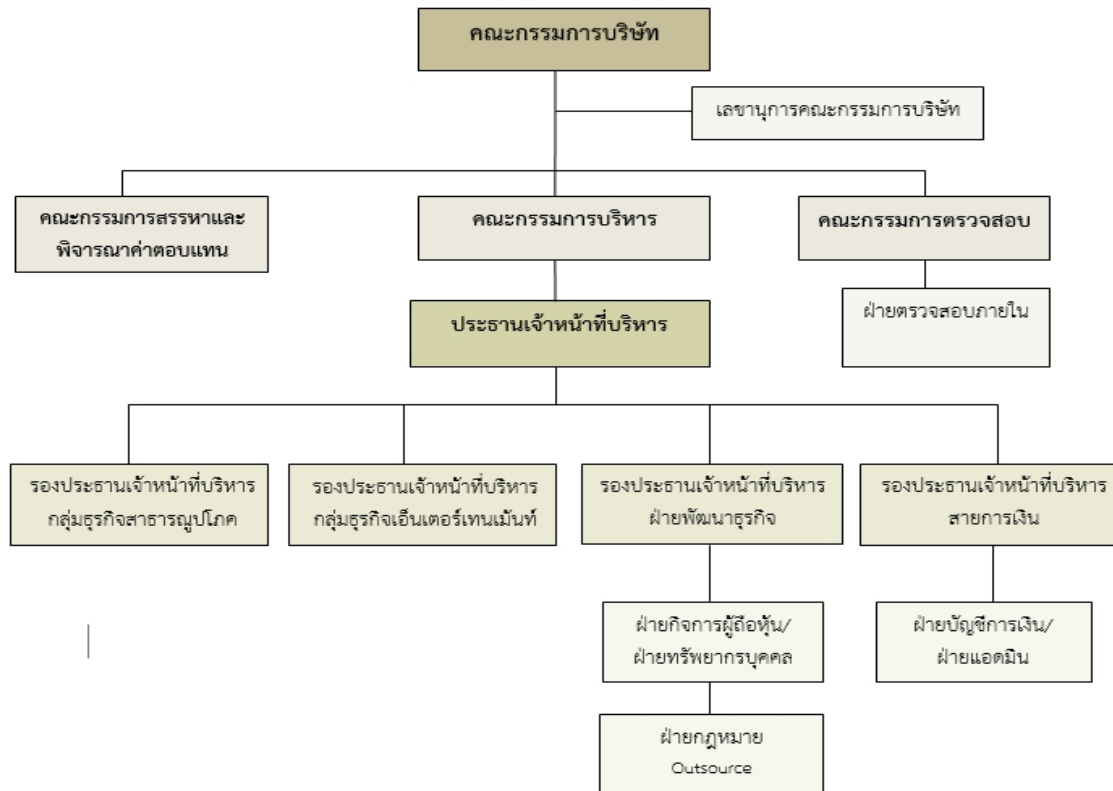 คณะกรรมการบริษัท
เลขานุการคณะกรรมการบริษัท
คณะกรรมการสรรหาและ
พิจารณาค่าตอบแทน
คณะกรรมการบริหาร
คณะกรรมการตรวจสอบ
ฝ่ายตรวจสอบภายใน
ประธานเจ้าหน้าที่บริหาร
รองประธานเจ้าหน้าที่บริหาร
กลุ่มธุรกิจสาธารณูปโภค
รองประธานเจ้าหน้าที่บริหาร
กลุ่มธุรกิจเอ็นเตอร์เทนเม้นท์
รองประธานเจ้าหน้าที่บริหาร
ฝ่ายพัฒนาธุรกิจ
รองประธานเจ้าหน้าที่บริหาร
สายการเงิน
ฝ่ายกิจการผู้ถือหุ้น/
ฝ่ายทรัพยากรบุคคล
ฝ่ายบัญชีการเงิน/
ฝ่ายแอดมิน
ฝ่ายกฎหมาย
Outsource